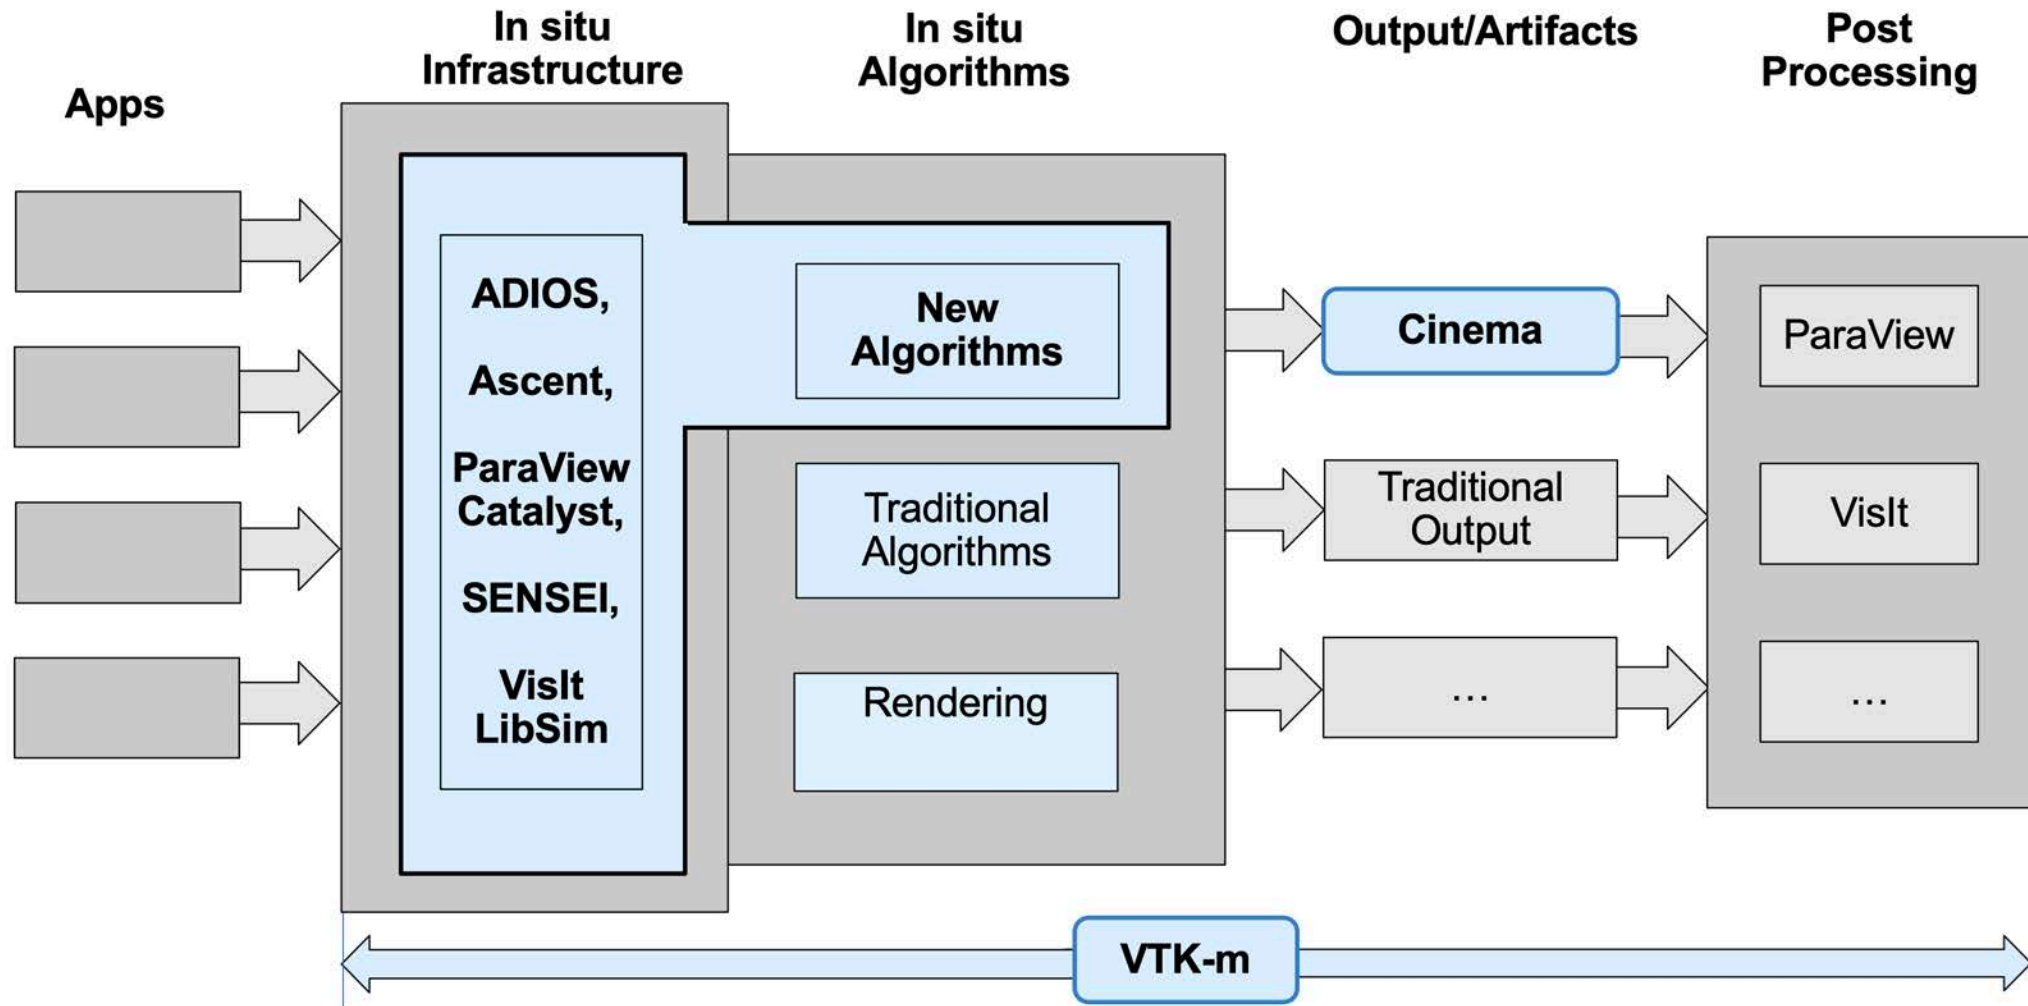 Apps
In situ
Infrastructure
In situ
Algorithms
Output/Artifacts
Post
Processing
ADIOS,
Ascent,
ParaView
Catalyst,
SENSEI,
VisIt
LibSim
New
Algorithms
Traditional
Algorithms
Rendering
Cinema
Traditional
Output
...
ParaView
VisIt
...
VTK-m